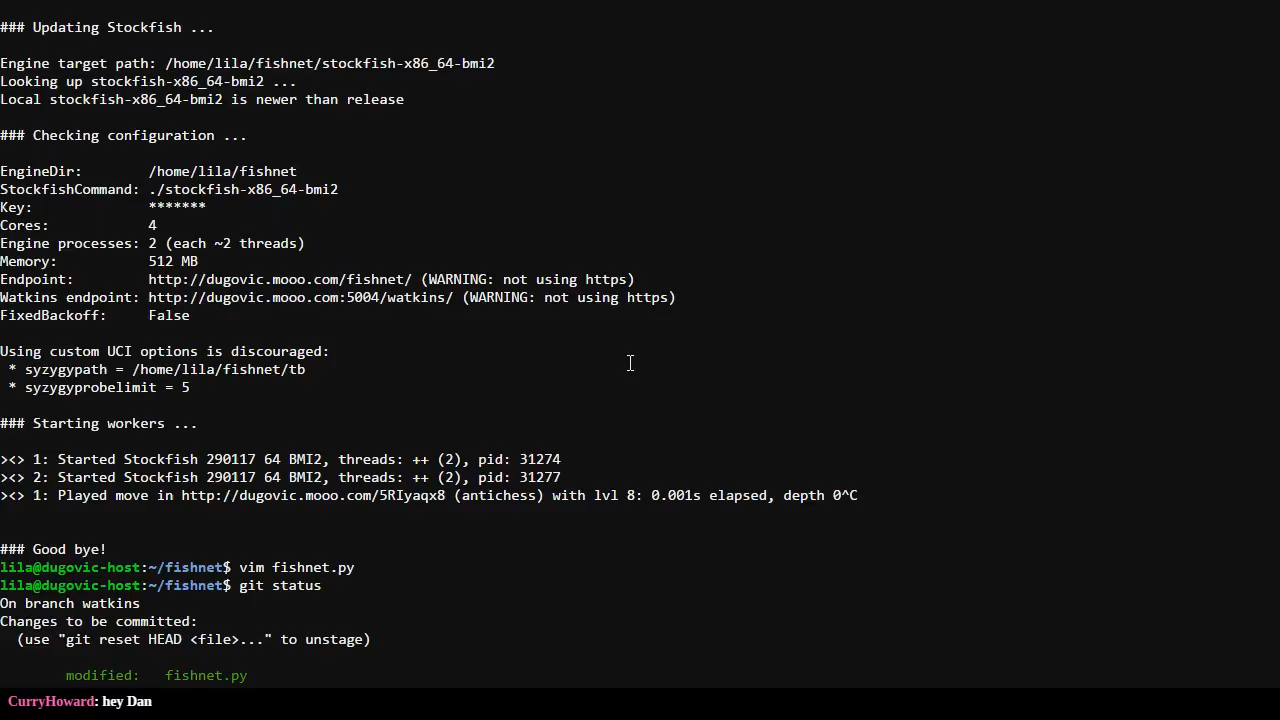 ### Updating Stockfish ...
Engine target path: /home/lila/fishnet/stockfish-x86_64-bmi2
Looking up stockfish-x86_64-bmi2 ...
Local stockfish-x86_64-bmi2 is newer than release
### Checking configuration ...
EngineDir:        /home/lila/fishnet
StockfishCommand: ./stockfish-x86_64-bmi2
Key:              *******
Cores:            4
Engine processes: 2 (each ~2 threads)
Memory:           512 MB
Endpoint:         http://dugovic.mooo.com/fishnet/ (WARNING: not using https)
Watkins endpoint: http://dugovic.mooo.com:5004/watkins/ (WARNING: not using https)
FixedBackoff:     False
Using custom UCI options is discouraged:
 * syzygypath = /home/lila/fishnet/tb
 * syzygyprobelimit = 5
### Starting workers ...
><> 1: Started Stockfish 290117 64 BMI2, threads: ++ (2), pid: 31274
><> 2: Started Stockfish 290117 64 BMI2, threads: ++ (2), pid: 31277
><> 1: Played move in http://dugovic.mooo.com/5RIyaqx8 (antichess) with lvl 8: 0.001s elapsed, depth 0^C
### Good bye!
lila@dugovic-host:~/fishnet$ vim fishnet.py
lila@dugovic-host:~/fishnet$ git status
On branch watkins
Changes to be committed:
  (use "git reset HEAD <file>..." to unstage)
        modified:   fishnet.py
CurryHoward: hey Dan